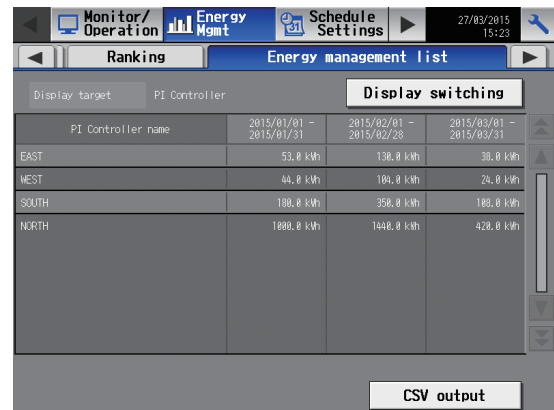 Monitor/
Operation
Energy
Mgmt
31
Schedule
Settings
27/03/2015
15:23
Ranking
Energy management list
Display target PI Controller
Display switching
PI Controller name
2015/01/01 -
2015/01/31
2015/02/01 -
2015/02/28
2015/03/01 -
2015/03/31
EAST 53.0 kWh 130.0 kWh 38.0 kWh
WEST 44.0 kWh 104.0 kWh 24.0 kWh
SOUTH 180.0 kWh 350.0 kWh 108.0 kWh
NORTH 1000.0 kWh 1440.0 kWh 420.0 kWh
CSV output